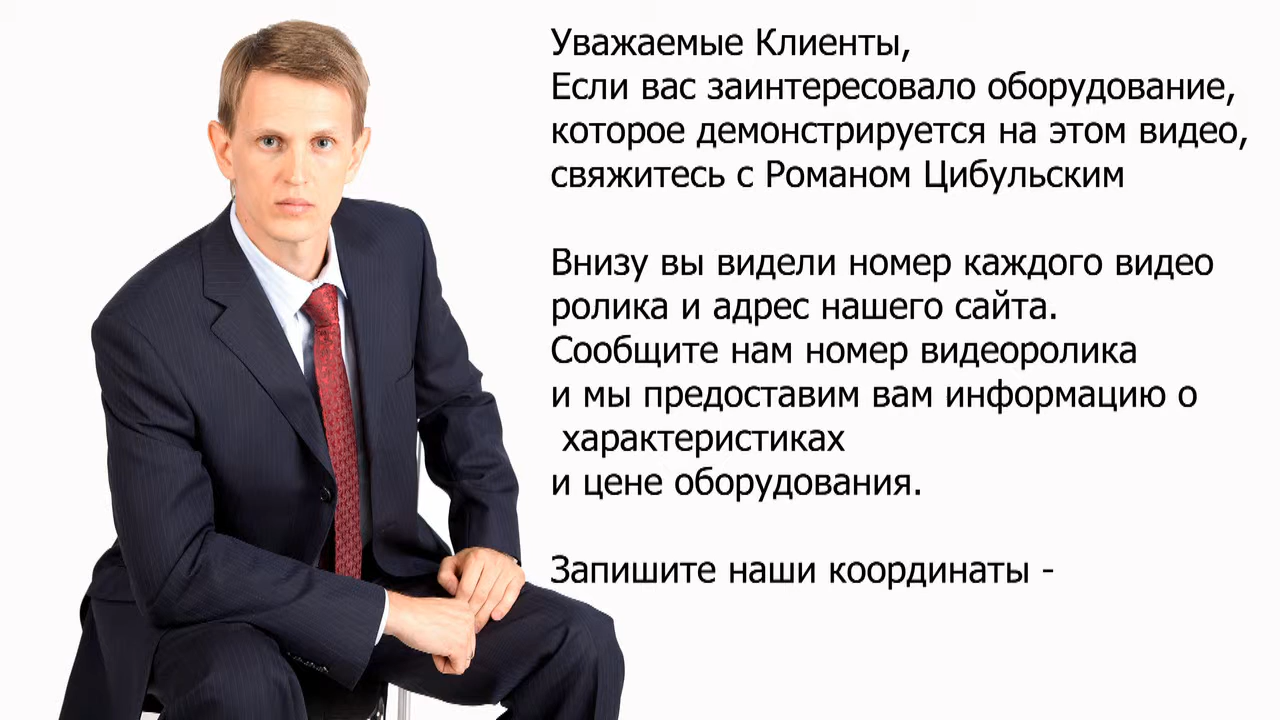 Уважаемые Клиенты,
Если вас заинтересовало оборудование,
которое демонстрируется на этом видео,
свяжитесь с Романом Цибульским
Внизу вы видели номер каждого видео
ролика и адрес нашего сайта.
Сообщите нам номер видеоролика
и мы предоставим вам информацию о
характеристиках
и цене оборудования.
Запишите наши координаты -